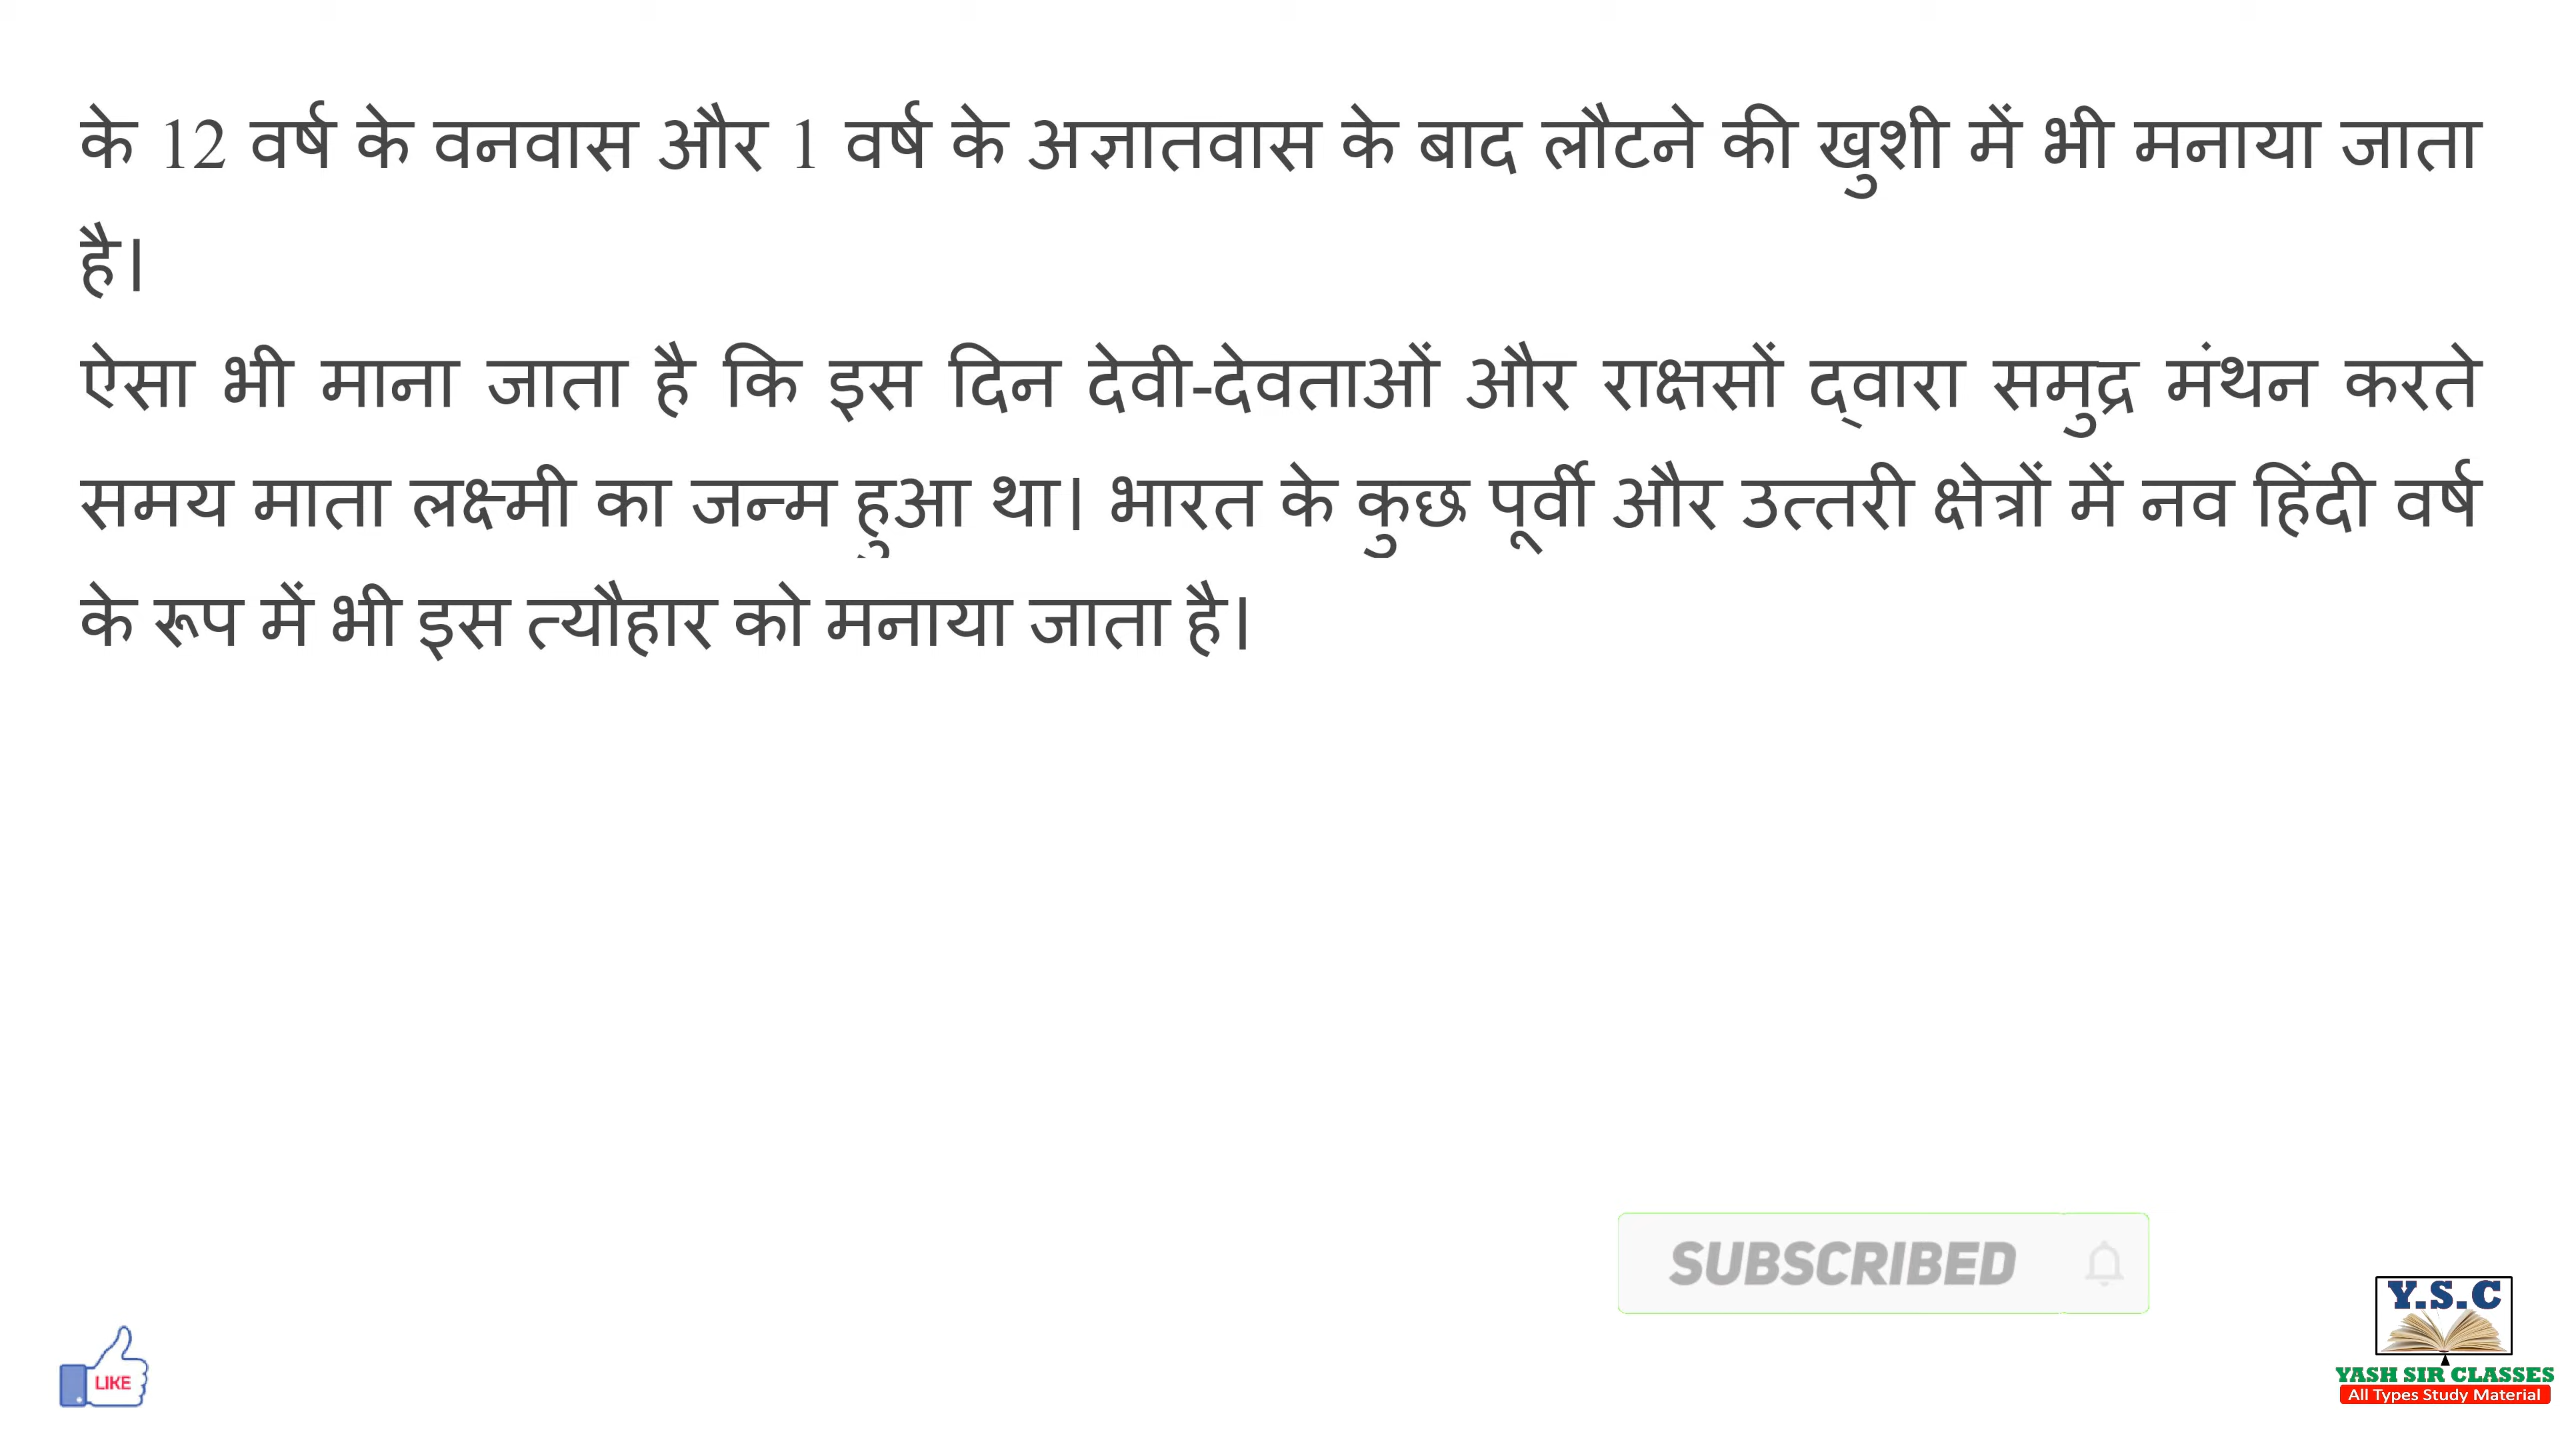 के 12 वर्ष के वनवास और 1 वर्ष के अज्ञातवास के बाद लौटने की खुशी में भी मनाया जाता
है।
ऐसा भी माना जाता है कि इस दिन देवी-देवताओं और राक्षसों द्वारा समुद्र मंथन करते
समय माता लक्ष्मी का जन्म हुआ था। भारत के कुछ पूर्वी और उत्तरी क्षेत्रों में नव हिंदी वर्ष
के रूप में भी इस त्यौहार को मनाया जाता है।
SUBSCRIBED
LIKE
Y.S.C
YASH SIR CLASSES
All Types Study Material